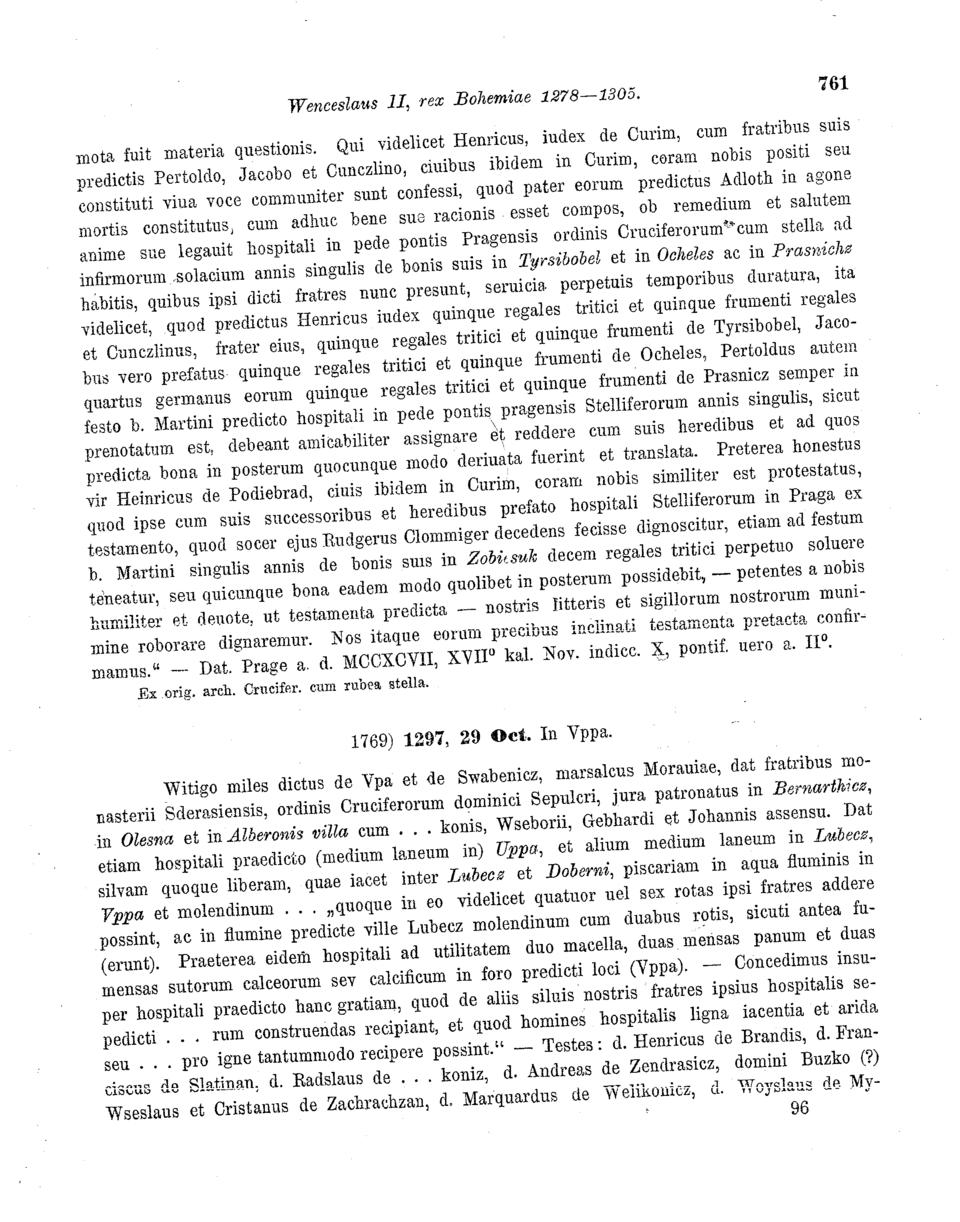 Wenceslaus II, rex Bohemiae 1278—1305.
761
mota fuit materia questionis. Qui videlicet Henricus, iudex de Curim, cum fratribus suis
predictis Pertoldo, Jacobo et Cunczlino, ciuibus ibidem in Curim, coram nobis positi seu
constituti viua voce communiter sunt confessi, quod pater eorum predictus Adloth in agone
mortis constitutus, cum adhuc bene sue racionis esset compos, ob remedium et salutem
anime sue legauit hospitali in pede pontis Pragensis ordinis Cruciferorum cum stella ad
infirmorum solacium annis singulis de bonis suis in Tyrsibobel et in Ocheles ac in Prasnichz
habitis, quibus ipsi dicti fratres nunc presunt, seruicia perpetuis temporibus duratura, ita
videlicet, quod predictus Henricus iudex quinque regales tritici et quinque frumenti regales
et Cunczlinus, frater eius, quinque regales tritici et quinque frumenti de Tyrsibobel, Jaco-
bus vero prefatus quinque regales tritici et quinque frumenti de Ocheles, Pertoldus autem
quartus germanus eorum quinque regales tritici et quinque frumenti de Prasnicz semper in
festo b. Martini predicto hospitali in pede pontis pragensis Stelliferorum annis singulis, sicut
prenotatum est, debeant amicabiliter assignare et reddere cum suis heredibus et ad quos
predicta bona in posterum quocunque modo deriuata fuerint et translata. Preterea honestus
vir Heinricus de Podiebrad, ciuis ibidem in Curim, coram nobis similiter est protestatus,
quod ipse cum suis successoribus et heredibus prefato hospitali Stelliferorum in Praga ex
testamento, quod socer ejus Rudgerus Clommiger decedens fecisse dignoscitur, etiam ad festum
b. Martini singulis annis de bonis suis in Zobiesuk decem regales tritici perpetuo soluere
teneatur, seu quicunque bona eadem modo quolibet in posterum possidebit, — petentes a nobis
humiliter et deuote, ut testamenta predicta — nostris litteris et sigillorum nostrorum muni-
mine roborare dignaremur. Nos itaque eorum precibus inclinati testamenta pretacta confir-
mamus.“ — Dat. Prage a. d. MCCXCVII, XVIIº kal. Nov. indicc. X, pontif. uero a. IIº.
Ex orig. arch. Crucifer. cum rubea stella.
1769) 1297, 29 Oct. In Vppa.
Witigo miles dictus de Vpa et de Swabenicz, marsalcus Morauiae, dat fratribus mo-
nasterii Sderasiensis, ordinis Cruciferorum dominici Sepulcri, jura patronatus in Bernarthicz,
in Olesna et in Alberonis villa cum . . . konis, Wseborii, Gebhardi et Johannis assensu. Dat
etiam hospitali praedicto (medium laneum in) Uppa, et alium medium laneum in Lubecz,
silvam quoque liberam, quae iacet inter Lubecz et Doberni, piscariam in aqua fluminis in
Vppa et molendinum . . . „quoque in eo videlicet quatuor uel sex rotas ipsi fratres addere
possint, ac in flumine predicte ville Lubecz molendinum cum duabus rotis, sicuti antea fu-
(erunt). Praeterea eidem hospitali ad utilitatem duo macella, duas mensas panum et duas
mensas sutorum calceorum sev calcificum in foro predicti loci (Vppa). — Concedimus insu-
per hospitali praedicto hanc gratiam, quod de aliis siluis nostris fratres ipsius hospitalis se-
pedicti . . . rum construendas recipiant, et quod homines hospitalis ligna iacentia et arida
seu . . . pro igne tantummodo recipere possint.“ — Testes: d. Henricus de Brandis, d. Fran-
ciscus de Slatinan, d. Radslaus de . . . koniz, d. Andreas de Zendrasicz, domini Buzko (?)
Wseslaus et Cristanus de Zachrachzan, d. Marquardus de Welikonicz, d. Woyslaus de My-
96